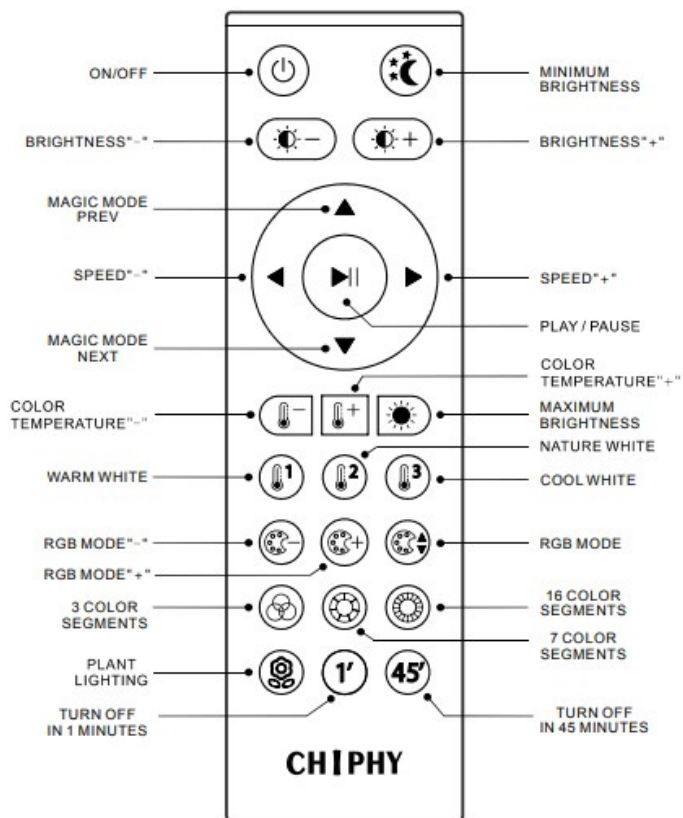 ON/OFF
MINIMUM
BRIGHTNESS
BRIGHTNESS"-"
BRIGHTNESS"+"
MAGIC MODE
PREV
SPEED"-"
SPEED"+"
PLAY / PAUSE
MAGIC MODE
NEXT
COLOR
TEMPERATURE"+"
COLOR
TEMPERATURE"-"
MAXIMUM
BRIGHTNESS
NATURE WHITE
WARM WHITE
1
2
3
COOL WHITE
RGB MODE"-"
RGB MODE
RGB MODE"+"
3 COLOR
SEGMENTS
16 COLOR
SEGMENTS
7 COLOR
SEGMENTS
PLANT
LIGHTING
1'
45'
TURN OFF
IN 1 MINUTES
TURN OFF
IN 45 MINUTES
CHIPHY